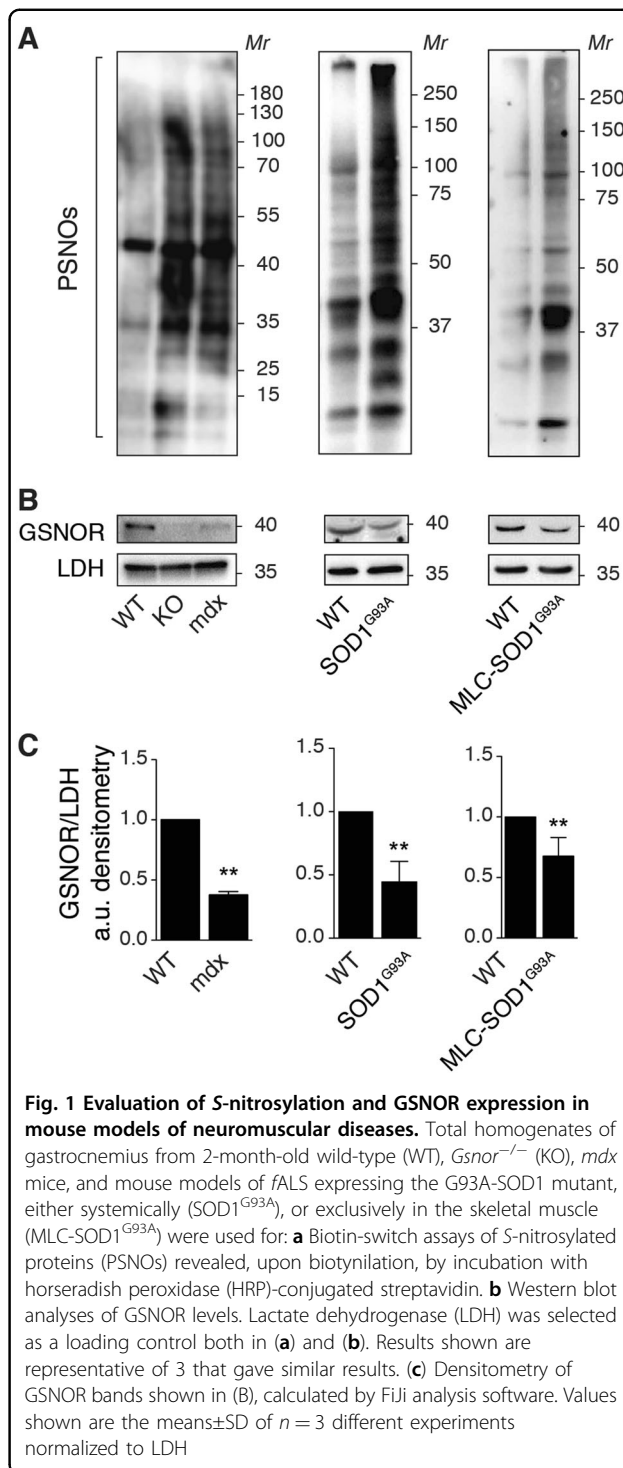 A
Mr
Mr
Mr
PSNOs
180
130
100
70
55
40
35
25
15
250
150
100
75
50
37
250
150
100
75
50
37
B
GSNOR
40
40
40
LDH
35
35
35
WT
KO
mdx
WT
SOD1G93A
WT
MLC-SOD1G93A
C
GSNOR/LDH
a.u. densitometry
1.5
1.0
0.5
0.0
**
WT
mdx
1.5
1.0
0.5
0.0
**
WT
SOD1G93A
1.5
1.0
0.5
0.0
**
WT
MLC-SOD1G93A
Fig. 1 Evaluation of S-nitrosylation and GSNOR expression in
mouse models of neuromuscular diseases. Total homogenates of
gastrocnemius from 2-month-old wild-type (WT), Gsnor−/− (KO), mdx
mice, and mouse models of fALS expressing the G93A-SOD1 mutant,
either systemically (SOD1G93A), or exclusively in the skeletal muscle
(MLC-SOD1G93A) were used for: a Biotin-switch assays of S-nitrosylated
proteins (PSNOs) revealed, upon biotynilation, by incubation with
horseradish peroxidase (HRP)-conjugated streptavidin. b Western blot
analyses of GSNOR levels. Lactate dehydrogenase (LDH) was selected
as a loading control both in (a) and (b). Results shown are
representative of 3 that gave similar results. (c) Densitometry of
GSNOR bands shown in (B), calculated by FiJi analysis software. Values
shown are the means±SD of n = 3 different experiments
normalized to LDH